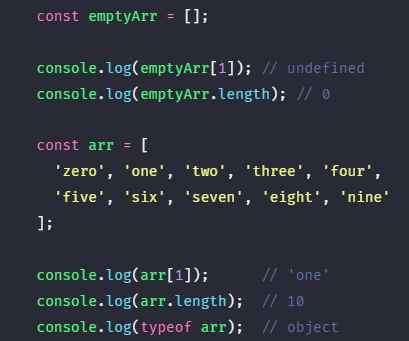 const emptyArr = [];
console.log(emptyArr[1]); // undefined
console.log(emptyArr.length); // 0
const arr = [
'zero', 'one', 'two', 'three', 'four',
'five', 'six', 'seven', 'eight', 'nine'
];
console.log(arr[1]); // 'one'
console.log(arr.length); // 10
console.log(typeof arr); // object